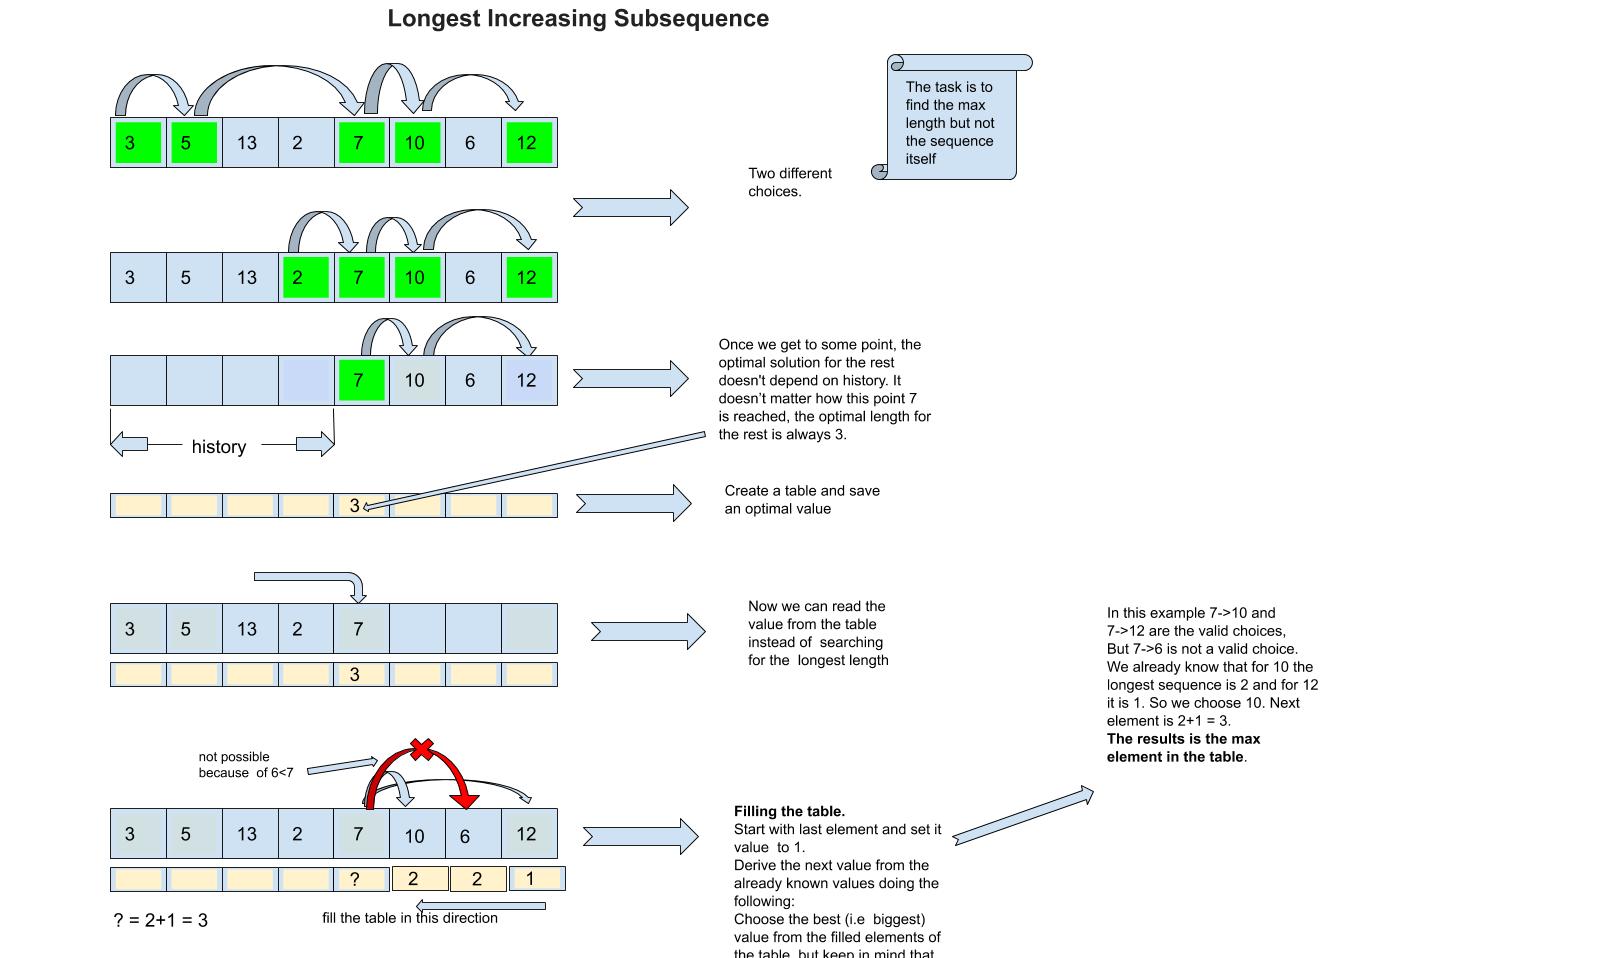 Longest Increasing Subsequence
The task is to
find the max
length but not
the sequence
itself
3 5 13 2 7 10 6 12
Two different
choices.
3 5 13 2 7 10 6 12
7 10 6 12
Once we get to some point, the
optimal solution for the rest
doesn't depend on history. It
doesn’t matter how this point 7
is reached, the optimal length for
the rest is always 3.
history
3
Create a table and save
an optimal value
3 5 13 2 7
3
Now we can read the
value from the table
instead of  searching
for the  longest length
In this example 7->10 and
7->12 are the valid choices,
But 7->6 is not a valid choice.
We already know that for 10 the
longest sequence is 2 and for 12
it is 1. So we choose 10. Next
element is 2+1 = 3.
The results is the max
element in the table.
not possible
because  of 6<7
3 5 13 2 7 10 6 12
? 2 2 1
? = 2+1 = 3
fill the table in this direction
Filling the table.
Start with last element and set it
value  to 1.
Derive the next value from the
already known values doing the
following:
Choose the best (i.e  biggest)
value from the filled elements of
the table, but keep in mind that